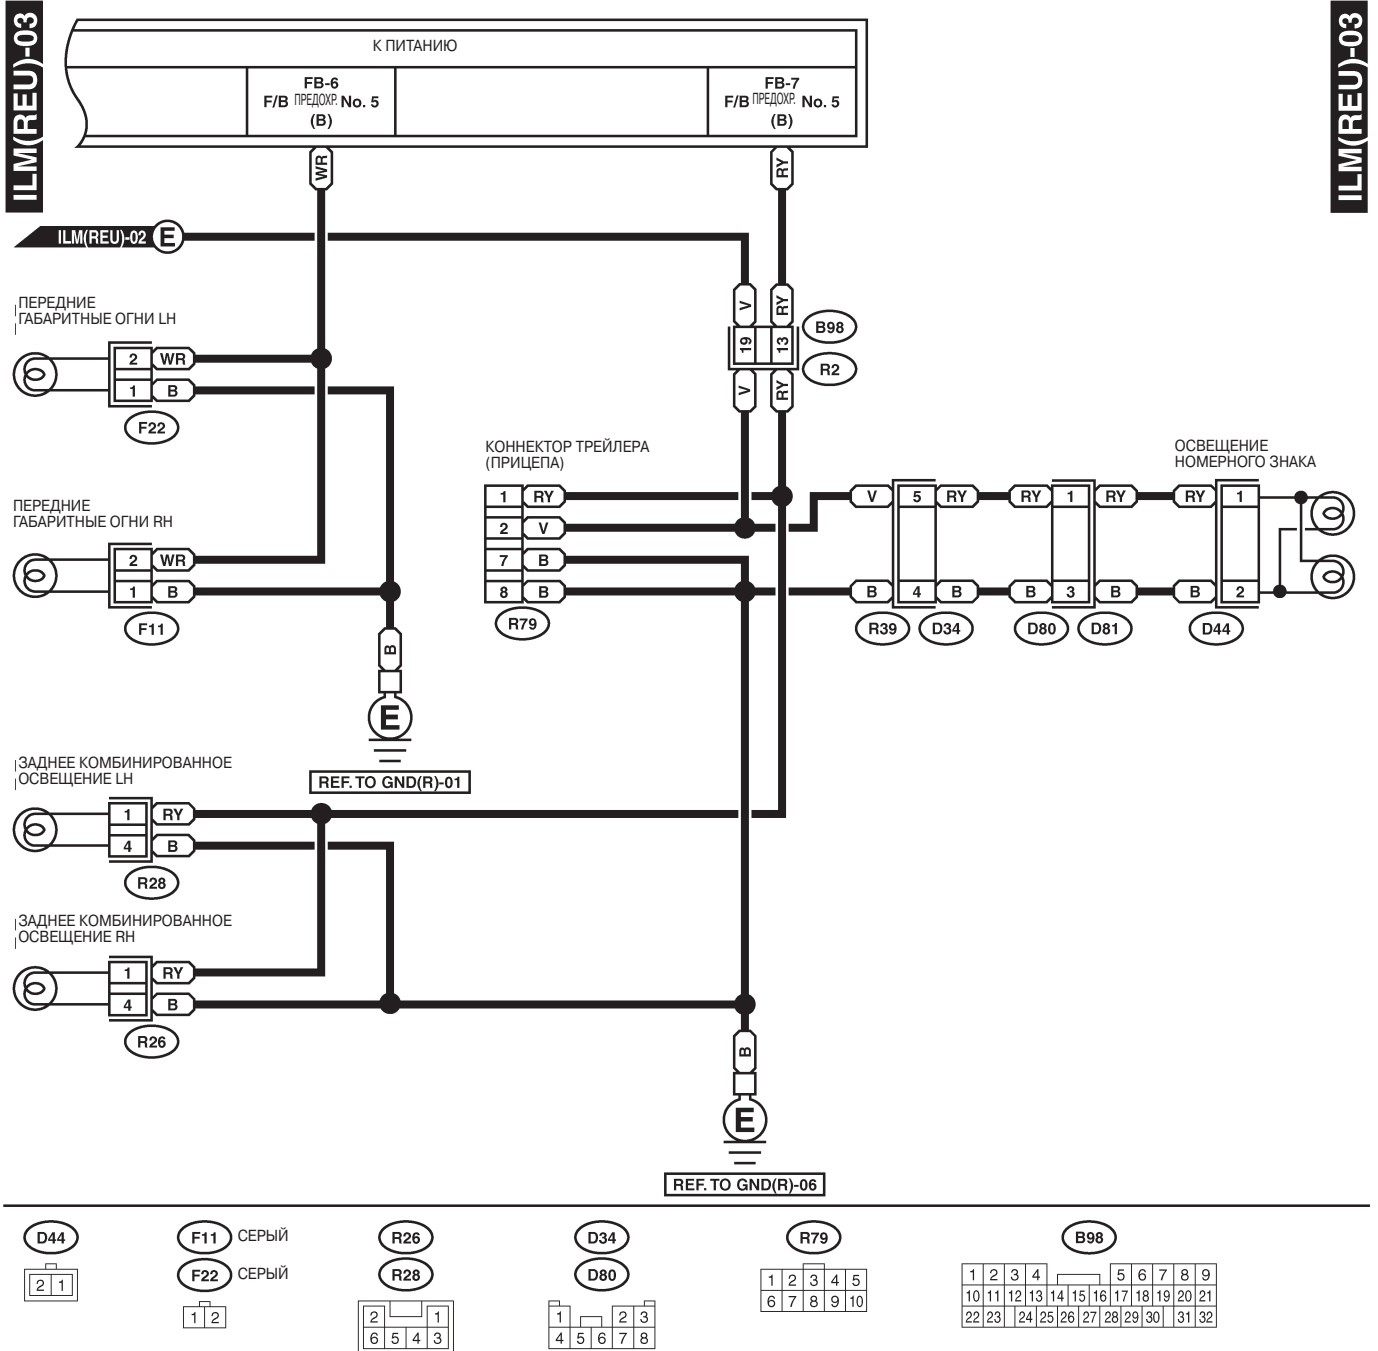 ILM(REU)-03
ILM(REU)-03
К ПИТАНИЮ
FB-6
F/B ПРЕДОХР. No. 5
(B)
FB-7
F/B ПРЕДОХР. No. 5
(B)
WR
RY
ILM(REU)-02 E
V
RY
19
13
B98
R2
V
RY
ПЕРЕДНИЕ
ГАБАРИТНЫЕ ОГНИ LH
2 WR
1 B
F22
ПЕРЕДНИЕ
ГАБАРИТНЫЕ ОГНИ RH
2 WR
1 B
F11
B
E
REF. TO GND(R)-01
КОННЕКТОР ТРЕЙЛЕРА
(ПРИЦЕПА)
1 RY
2 V
7 B
8 B
R79
ОСВЕЩЕНИЕ
НОМЕРНОГО ЗНАКА
V 5 RY RY 1 RY RY 1
B 4 B B 3 B B 2
R39 D34 D80 D81 D44
ЗАДНЕЕ КОМБИНИРОВАННОЕ
ОСВЕЩЕНИЕ LH
1 RY
4 B
R28
ЗАДНЕЕ КОМБИНИРОВАННОЕ
ОСВЕЩЕНИЕ RH
1 RY
4 B
R26
B
E
REF. TO GND(R)-06
D44
2 1
F11 СЕРЫЙ
F22 СЕРЫЙ
1 2
R26
R28
2 1
6 5 4 3
D34
D80
1 2 3
4 5 6 7 8
R79
1 2 3 4 5
6 7 8 9 10
B98
1 2 3 4 5 6 7 8 9
10 11 12 13 14 15 16 17 18 19 20 21
22 23 24 25 26 27 28 29 30 31 32